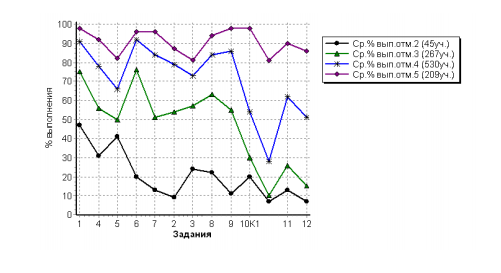 100
90
80
70
60
50
40
30
20
10
0
% выполнения
1 4 5 6 7 2 3 8 9 10К1 11 12
Задания
Ср.% вып.отм.2 (45уч.)
Ср.% вып.отм.3 (267уч.)
Ср.% вып.отм.4 (530уч.)
Ср.% вып.отм.5 (209уч.)